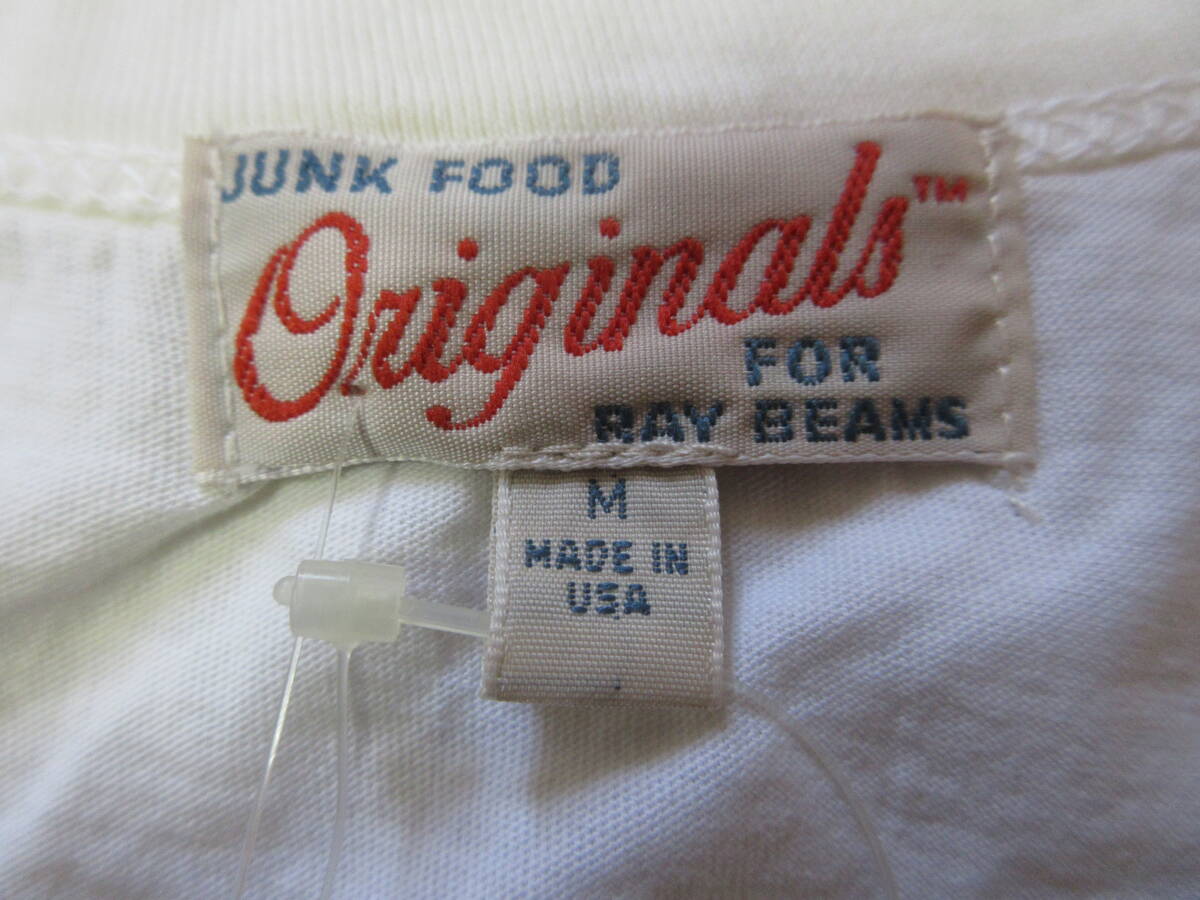 JUNK FOOD
Originals™
FOR
RAY BEAMS
M
MADE IN
USA